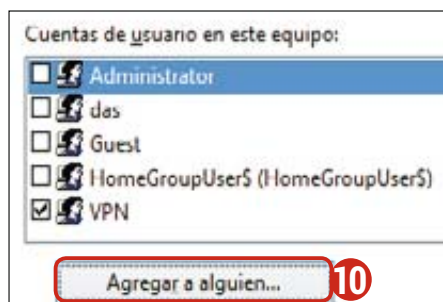 Cuentas de usuario en este equipo:
Administrator
das
Guest
HomeGroupUser$ (HomeGroupUser$)
VPN
Agregar a alguien...
10